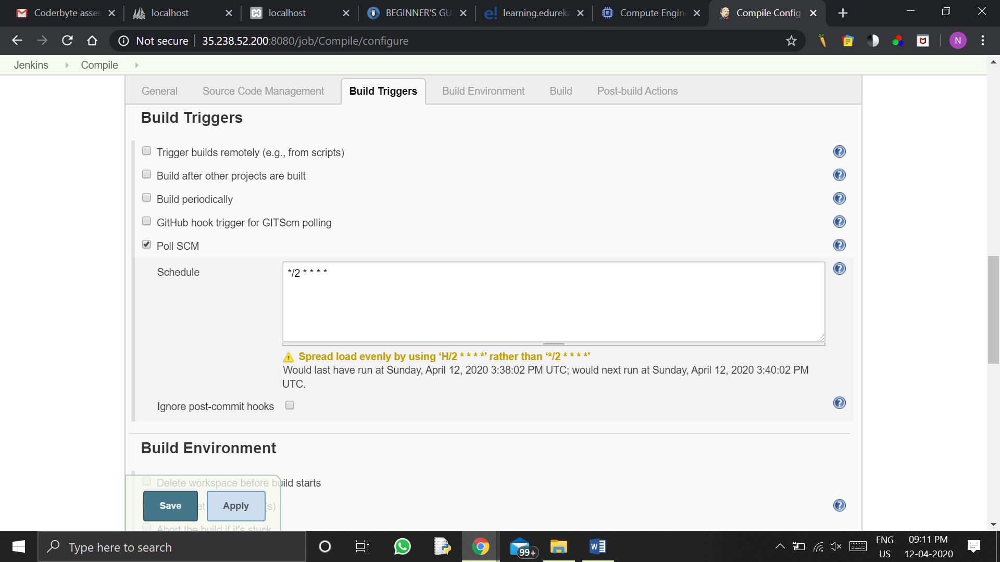 Coderbyte asses
localhost
localhost
BEGINNER'S GU
e! learning.edureka
Compute Engin
Compile Config
Not secure
35.238.52.200:8080/job/Compile/configure
N
Jenkins
Compile
General
Source Code Management
Build Triggers
Build Environment
Build
Post-build Actions
Build Triggers
Trigger builds remotely (e.g., from scripts)
Build after other projects are built
Build periodically
GitHub hook trigger for GITScm polling
Poll SCM
Schedule
*/2 * * * *
Spread load evenly by using ‘H/2 * * * *’ rather than ‘*/2 * * * *’
Would last have run at Sunday, April 12, 2020 3:38:02 PM UTC; would next run at Sunday, April 12, 2020 3:40:02 PM
UTC.
Ignore post-commit hooks
Build Environment
Delete workspace before build starts
Save
et
Apply
(s)
Abort the build if it's stuck
Type here to search
99+
W
ENG
US
09:11 PM
12-04-2020